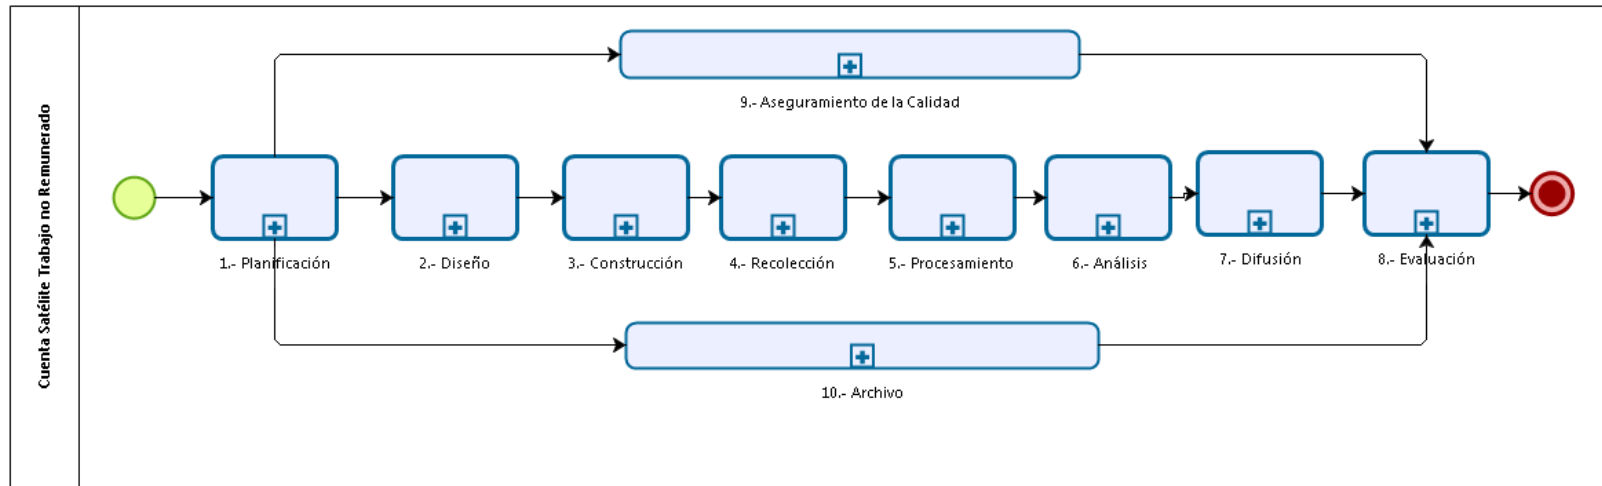 Cuenta Satélite Trabajo no Remunerado
9.- Aseguramiento de la Calidad
1.- Planificación
2.- Diseño
3.- Construcción
4.- Recolección
5.- Procesamiento
6.- Análisis
7.- Difusión
8.- Evaluación
10.- Archivo